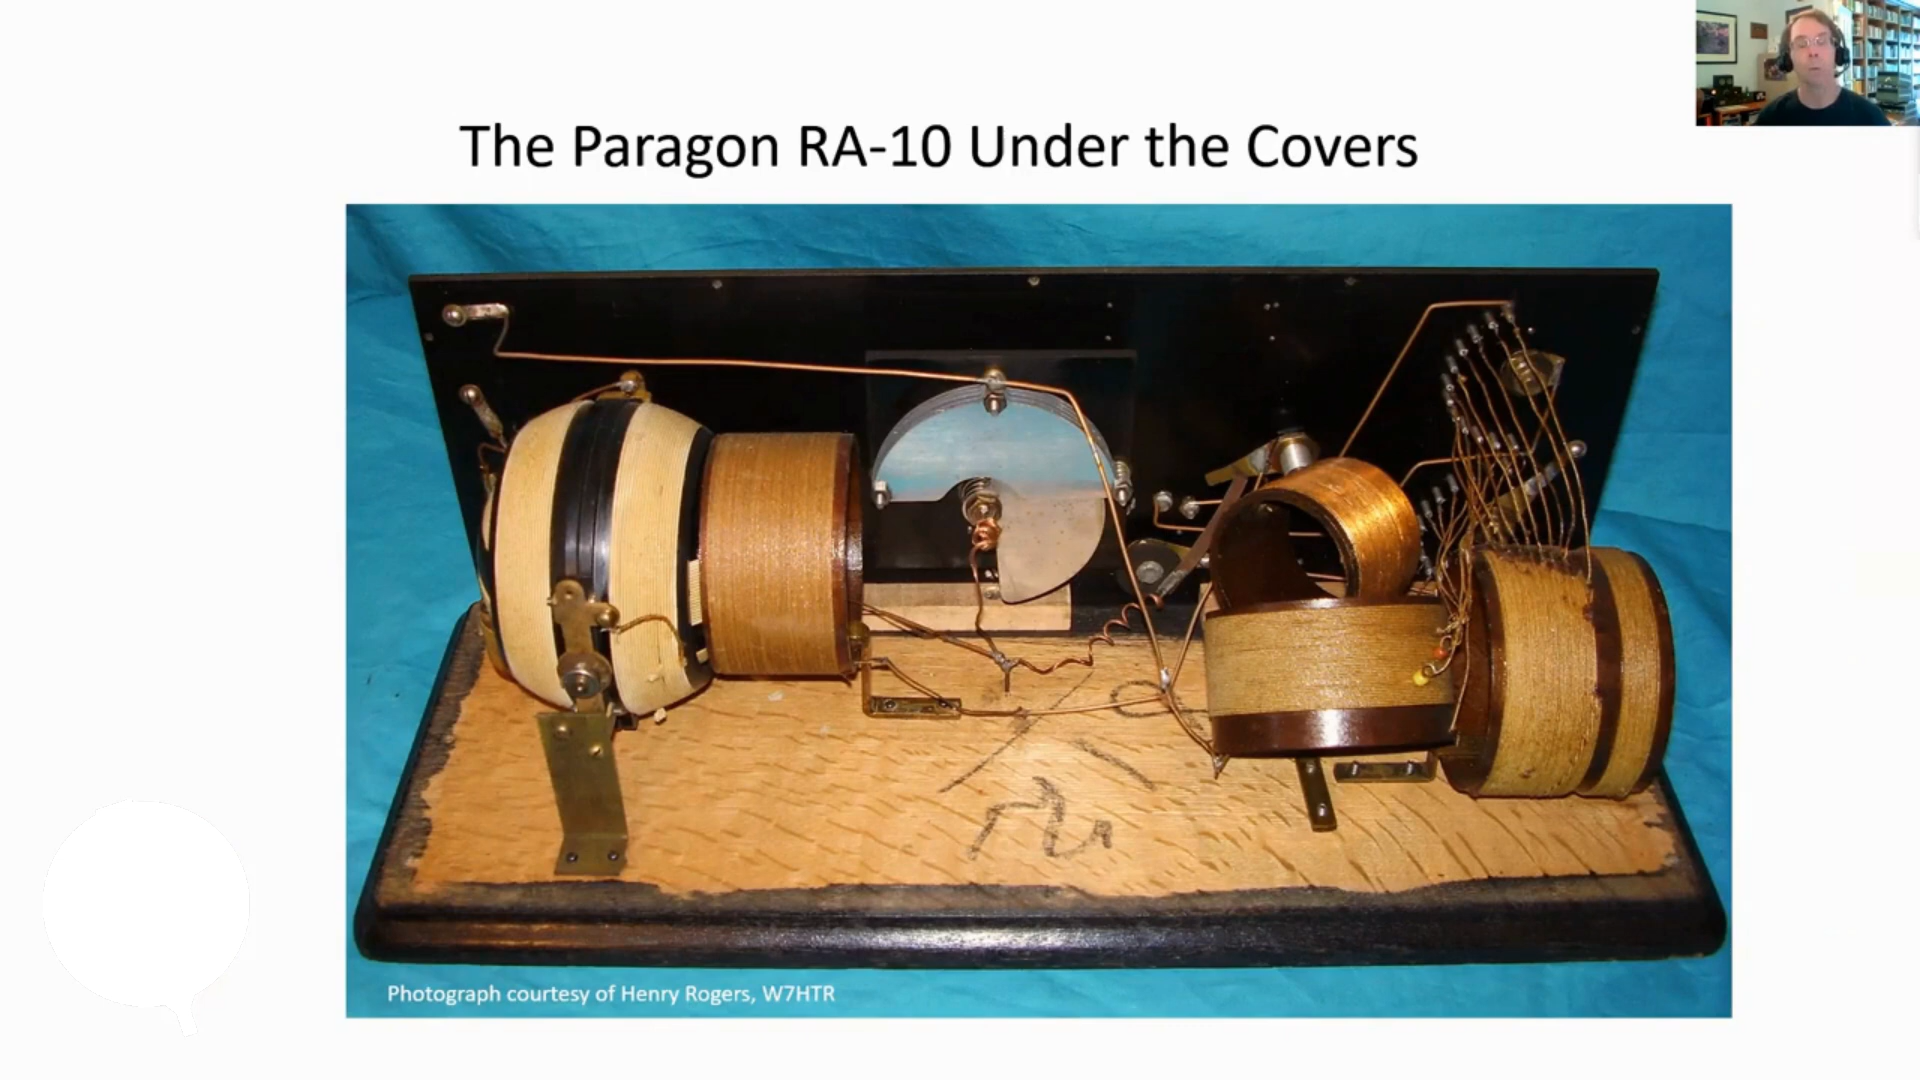 The Paragon RA-10 Under the Covers
Photograph courtesy of Henry Rogers, W7HTR